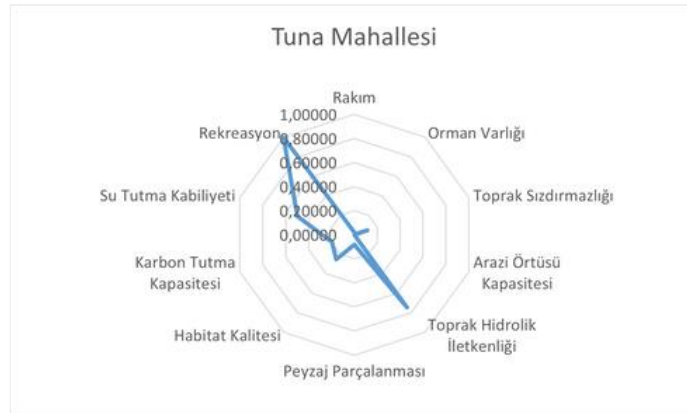 Tuna Mahallesi
Rakım
1,00000
Rekreasyon
0,80000
Orman Varlığı
0,60000
Su Tutma Kabiliyeti
0,40000
Toprak Sızdırmazlığı
0,20000
0,00000
Karbon Tutma
Kapasitesi
Arazi Örtüsü
Kapasitesi
Habitat Kalitesi
Toprak Hidrolik
İletkenliği
Peyzaj Parçalanması